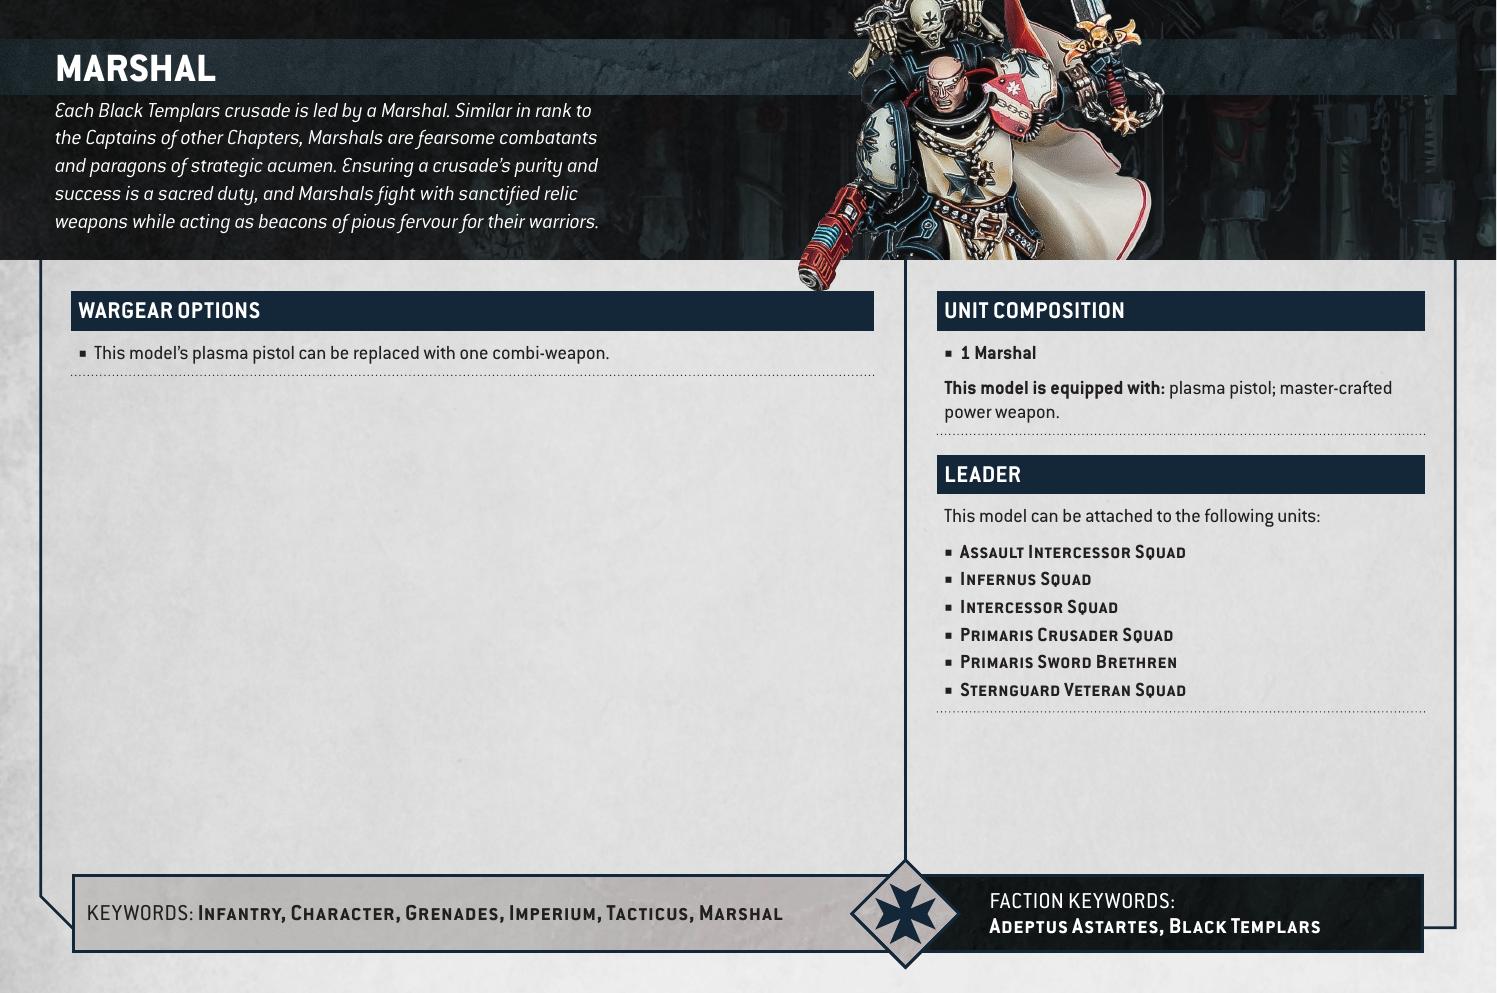 MARSHAL
Each Black Templars crusade is led by a Marshal. Similar in rank to
the Captains of other Chapters, Marshals are fearsome combatants
and paragons of strategic acumen. Ensuring a crusade’s purity and
success is a sacred duty, and Marshals fight with sanctified relic
weapons while acting as beacons of pious fervour for their warriors.
WARGEAR OPTIONS
▪ This model’s plasma pistol can be replaced with one combi-weapon.
UNIT COMPOSITION
▪ 1 Marshal
This model is equipped with: plasma pistol; master-crafted
power weapon.
LEADER
This model can be attached to the following units:
▪ Assault Intercessor Squad
▪ Infernus Squad
▪ Intercessor Squad
▪ Primaris Crusader Squad
▪ Primaris Sword Brethren
▪ Sternguard Veteran Squad
KEYWORDS: Infantry, Character, Grenades, Imperium, Tacticus, Marshal
FACTION KEYWORDS:
Adeptus Astartes, Black Templars